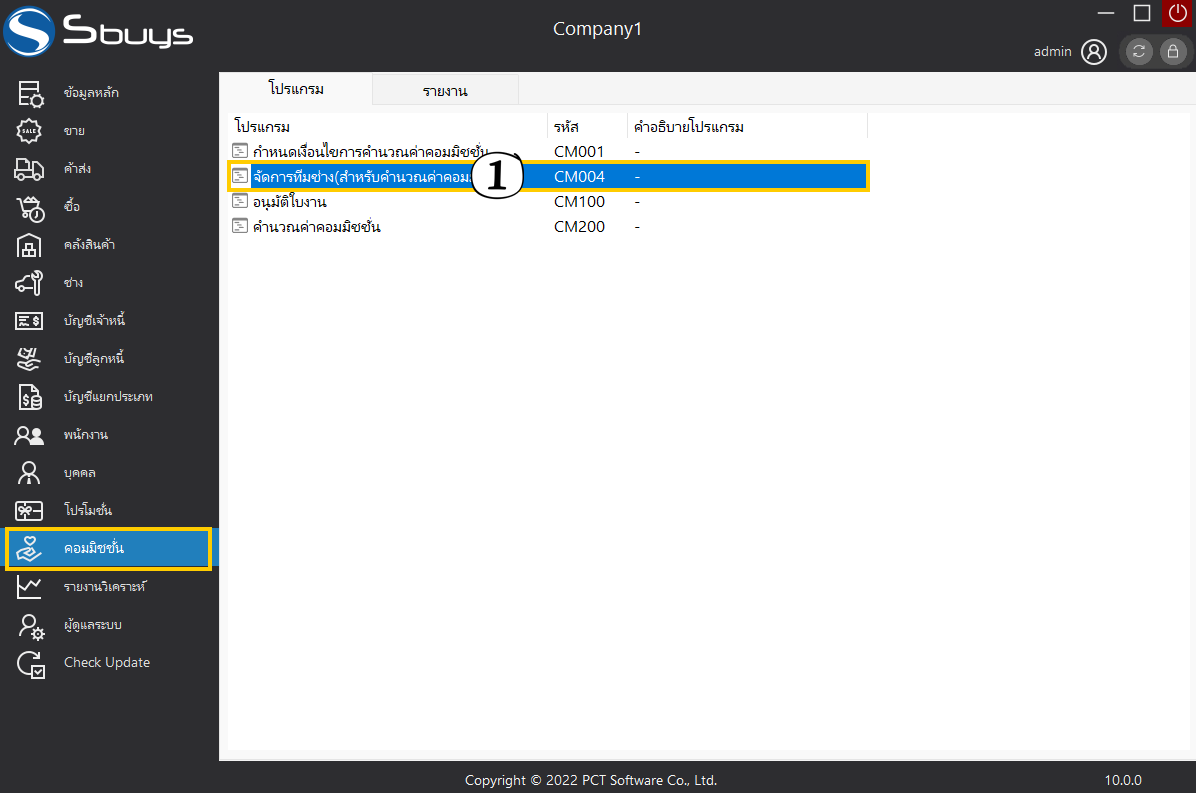 Sbuys
Company1
admin
ข้อมูลหลัก
ขาย
ค้าส่ง
ซื้อ
คลังสินค้า
ช่าง
บัญชีเจ้าหนี้
บัญชีลูกหนี้
บัญชีแยกประเภท
พนักงาน
บุคคล
โปรโมชั่น
คอมมิชชั่น
รายงานวิเคราะห์
ผู้ดูแลระบบ
Check Update
โปรแกรม รายงาน
โปรแกรม รหัส คำอธิบายโปรแกรม
กำหนดเงื่อนไขการคำนวณค่าคอมมิชชั่น CM001 -
จัดการทีมช่าง(สำหรับคำนวณค่าคอม 1 CM004 -
อนุมัติใบงาน CM100 -
คำนวณค่าคอมมิชชั่น CM200 -
Copyright © 2022 PCT Software Co., Ltd. 10.0.0